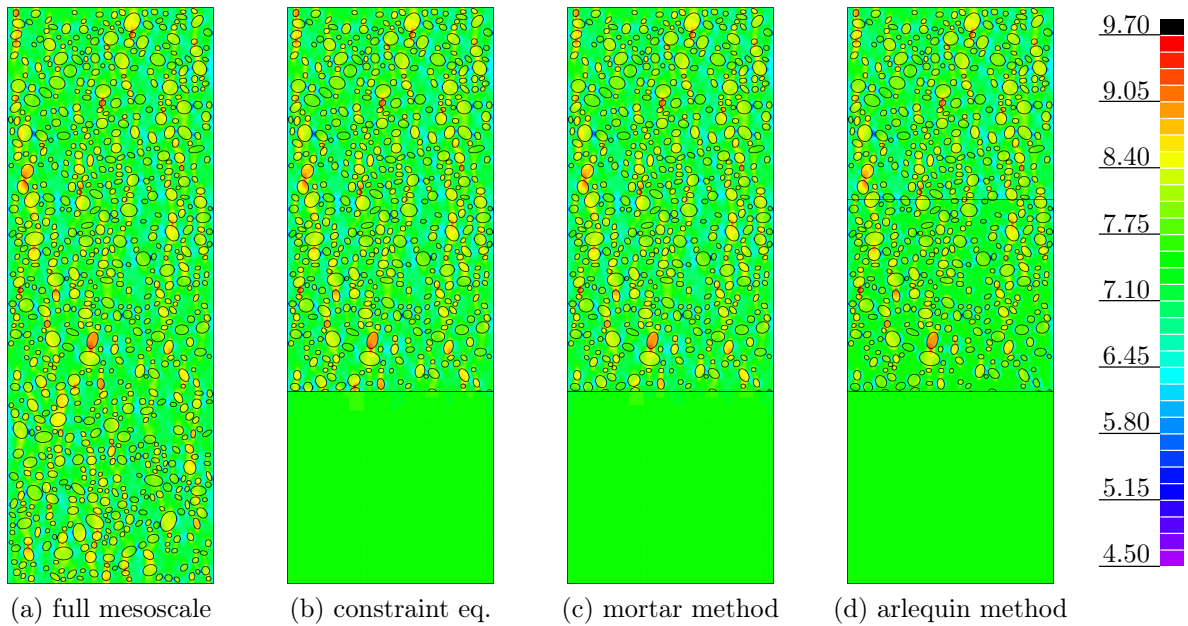 9.70
9.05
8.40
7.75
7.10
6.45
5.80
5.15
4.50
(a) full mesoscale
(b) constraint eq.
(c) mortar method
(d) arlequin method